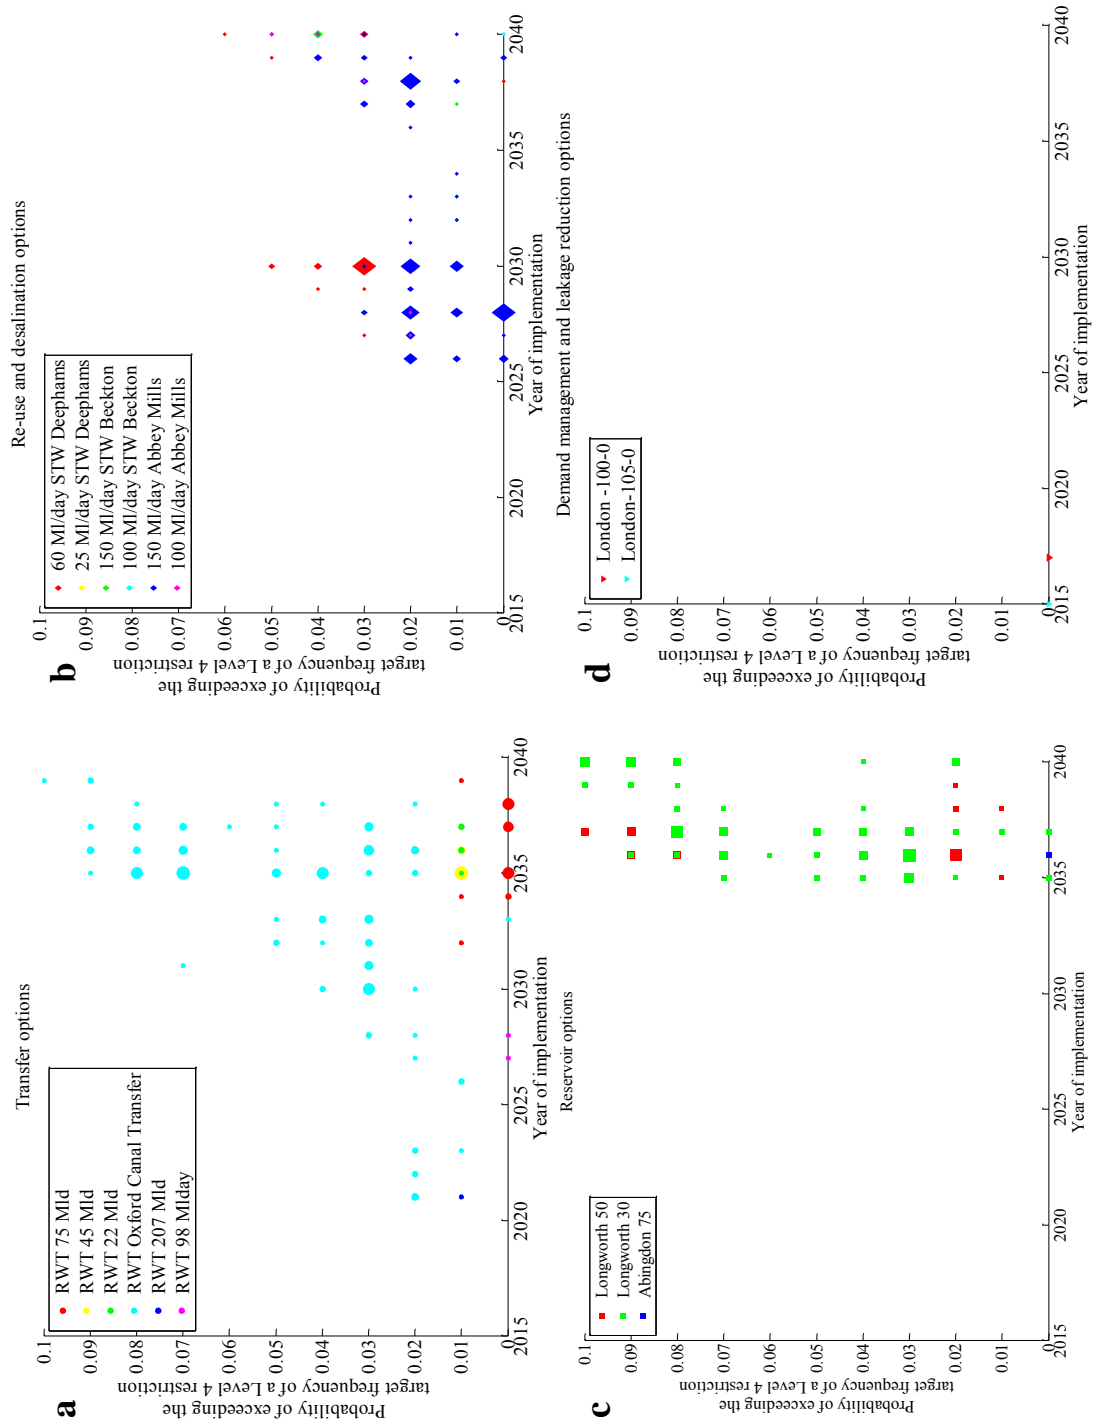 a
Transfer options
Probability of exceeding the
target frequency of a Level 4 restriction
0.1
0.09
0.08
0.07
0.06
0.05
0.04
0.03
0.02
0.01
0
2015
2020
2025
2030
2035
2040
Year of implementation
RWT 75 Mld
RWT 45 Mld
RWT 22 Mld
RWT Oxford Canal Transfer
RWT 207 Mld
RWT 98 Mlday
b
Re-use and desalination options
Probability of exceeding the
target frequency of a Level 4 restriction
0.1
0.09
0.08
0.07
0.06
0.05
0.04
0.03
0.02
0.01
0
2015
2020
2025
2030
2035
2040
Year of implementation
60 Ml/day STW Deephams
25 Ml/day STW Deephams
150 Ml/day STW Beckton
100 Ml/day STW Beckton
150 Ml/day Abbey Mills
100 Ml/day Abbey Mills
c
Reservoir options
Probability of exceeding the
target frequency of a Level 4 restriction
0.1
0.09
0.08
0.07
0.06
0.05
0.04
0.03
0.02
0.01
0
2015
2020
2025
2030
2035
2040
Year of implementation
Longworth 50
Longworth 30
Abingdon 75
d
Demand management and leakage reduction options
Probability of exceeding the
target frequency of a Level 4 restriction
0.1
0.09
0.08
0.07
0.06
0.05
0.04
0.03
0.02
0.01
0
2015
2020
2025
2030
2035
2040
Year of implementation
London -100-0
London-105-0